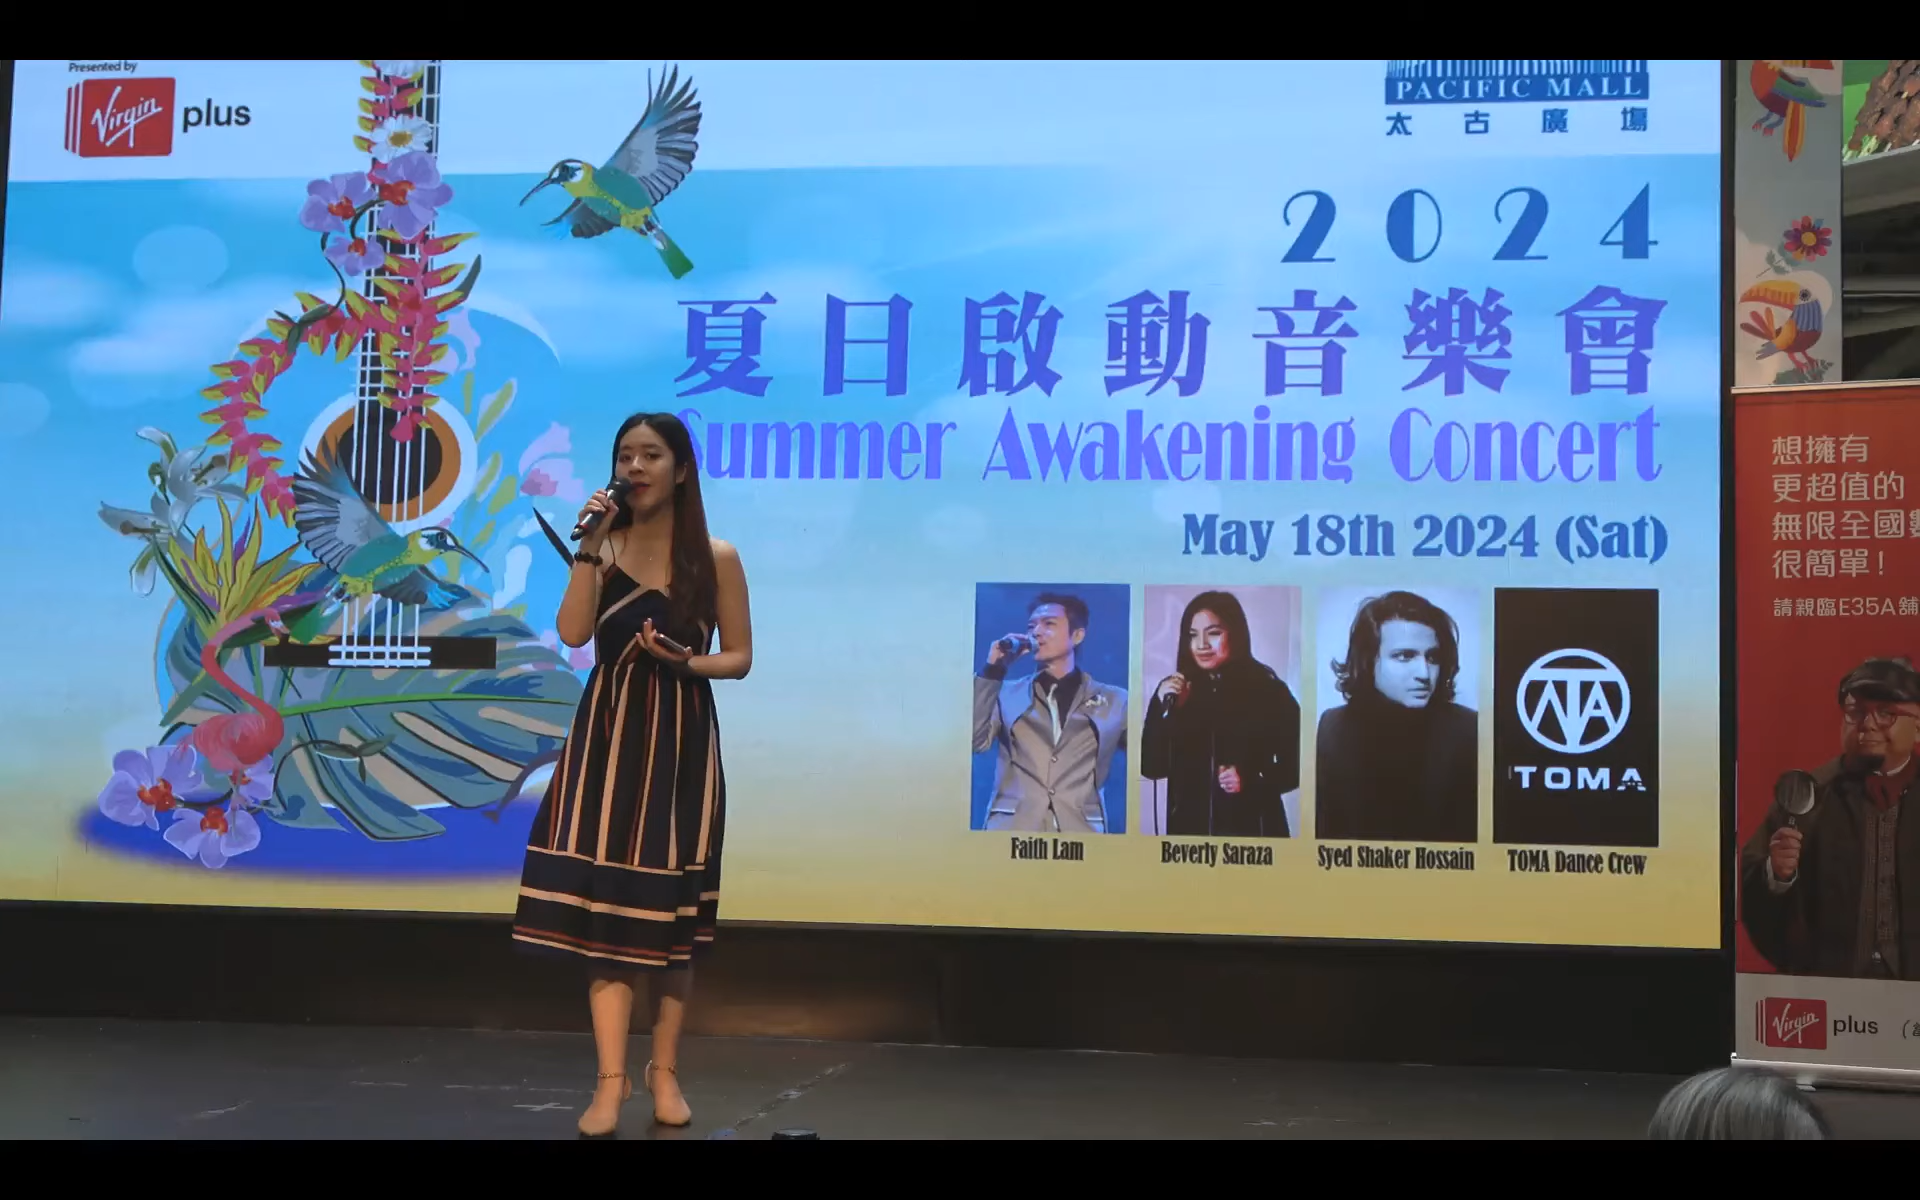 Presented by
Virgin plus
PACIFIC MALL
太古廣場
2024
夏日啟動音樂會
Summer Awakening Concert
May 18th 2024 (Sat)
TOMA
Faith Lam
Beverly Saraza
Syed Shaker Hossain
TOMA Dance Crew
想擁有
更超值的
無限全國
很簡單!
請親臨E35A舖
Virgin plus